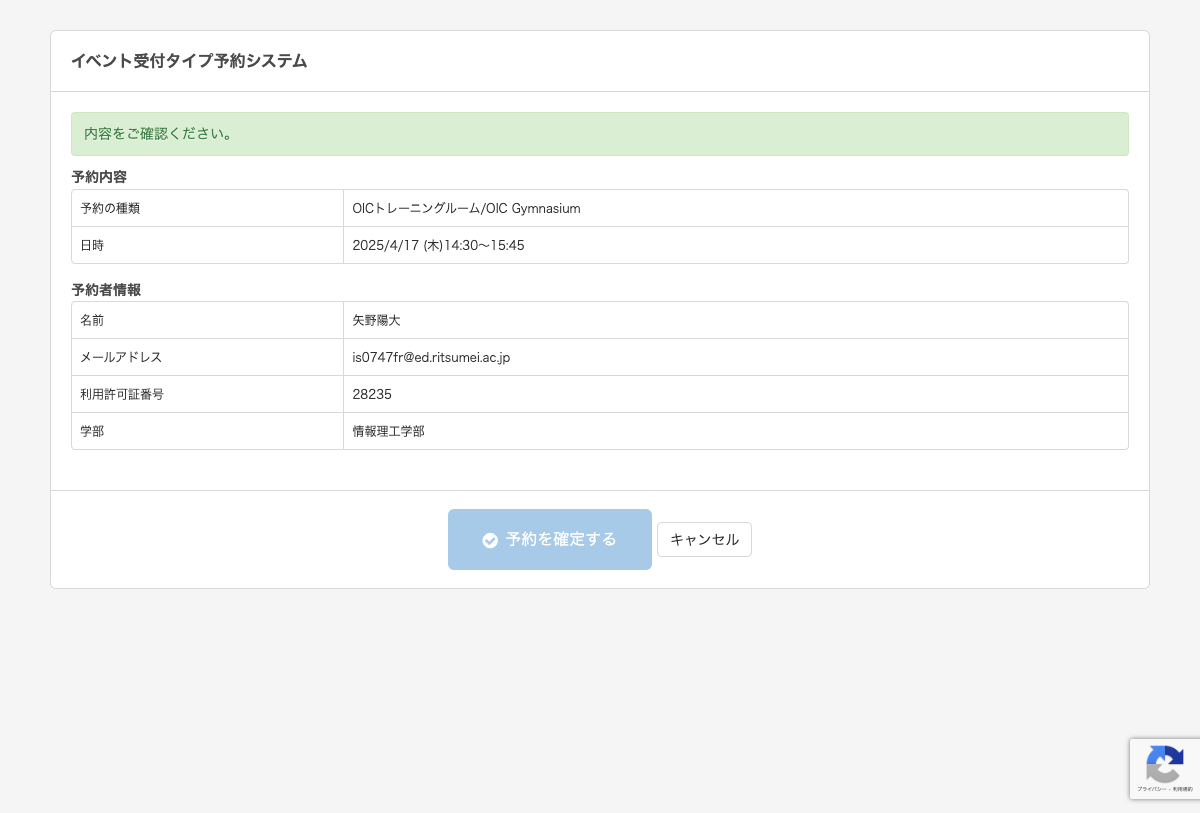 イベント受付タイプ予約システム
内容をご確認ください。
予約内容
予約の種類 OICトレーニングルーム/OIC Gymnasium
日時 2025/4/17 (木)14:30〜15:45
予約者情報
名前 矢野陽大
メールアドレス is0747fr@ed.ritsumei.ac.jp
利用許可証番号 28235
学部 情報理工学部
予約を確定する キャンセル
プライバシー - 利用規約